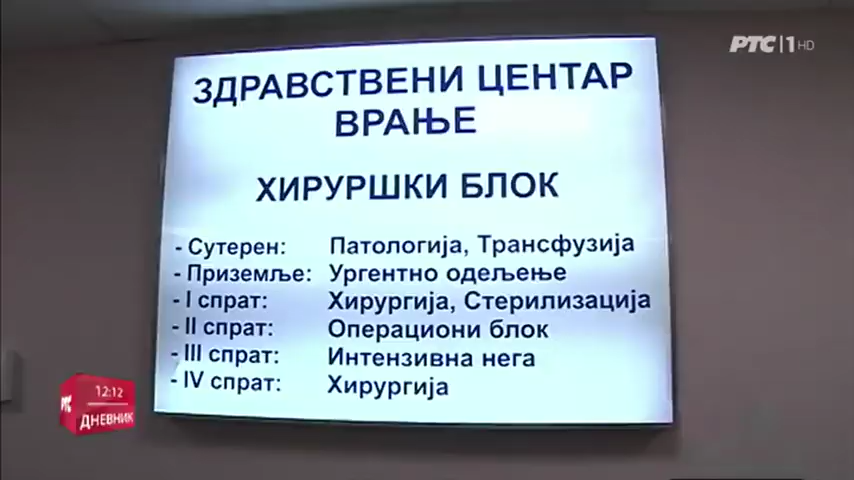 РТС|1 HD
ЗДРАВСТВЕНИ ЦЕНТАР
ВРАЊЕ
ХИРУРШКИ БЛОК
- Сутерен: Патологија, Трансфузија
- Приземље: Ургентно одељење
- I спрат: Хирургија, Стерилизација
- II спрат: Операциони блок
- III спрат: Интензивна нега
- IV спрат: Хирургија
12:12
РТС
ДНЕВНИК